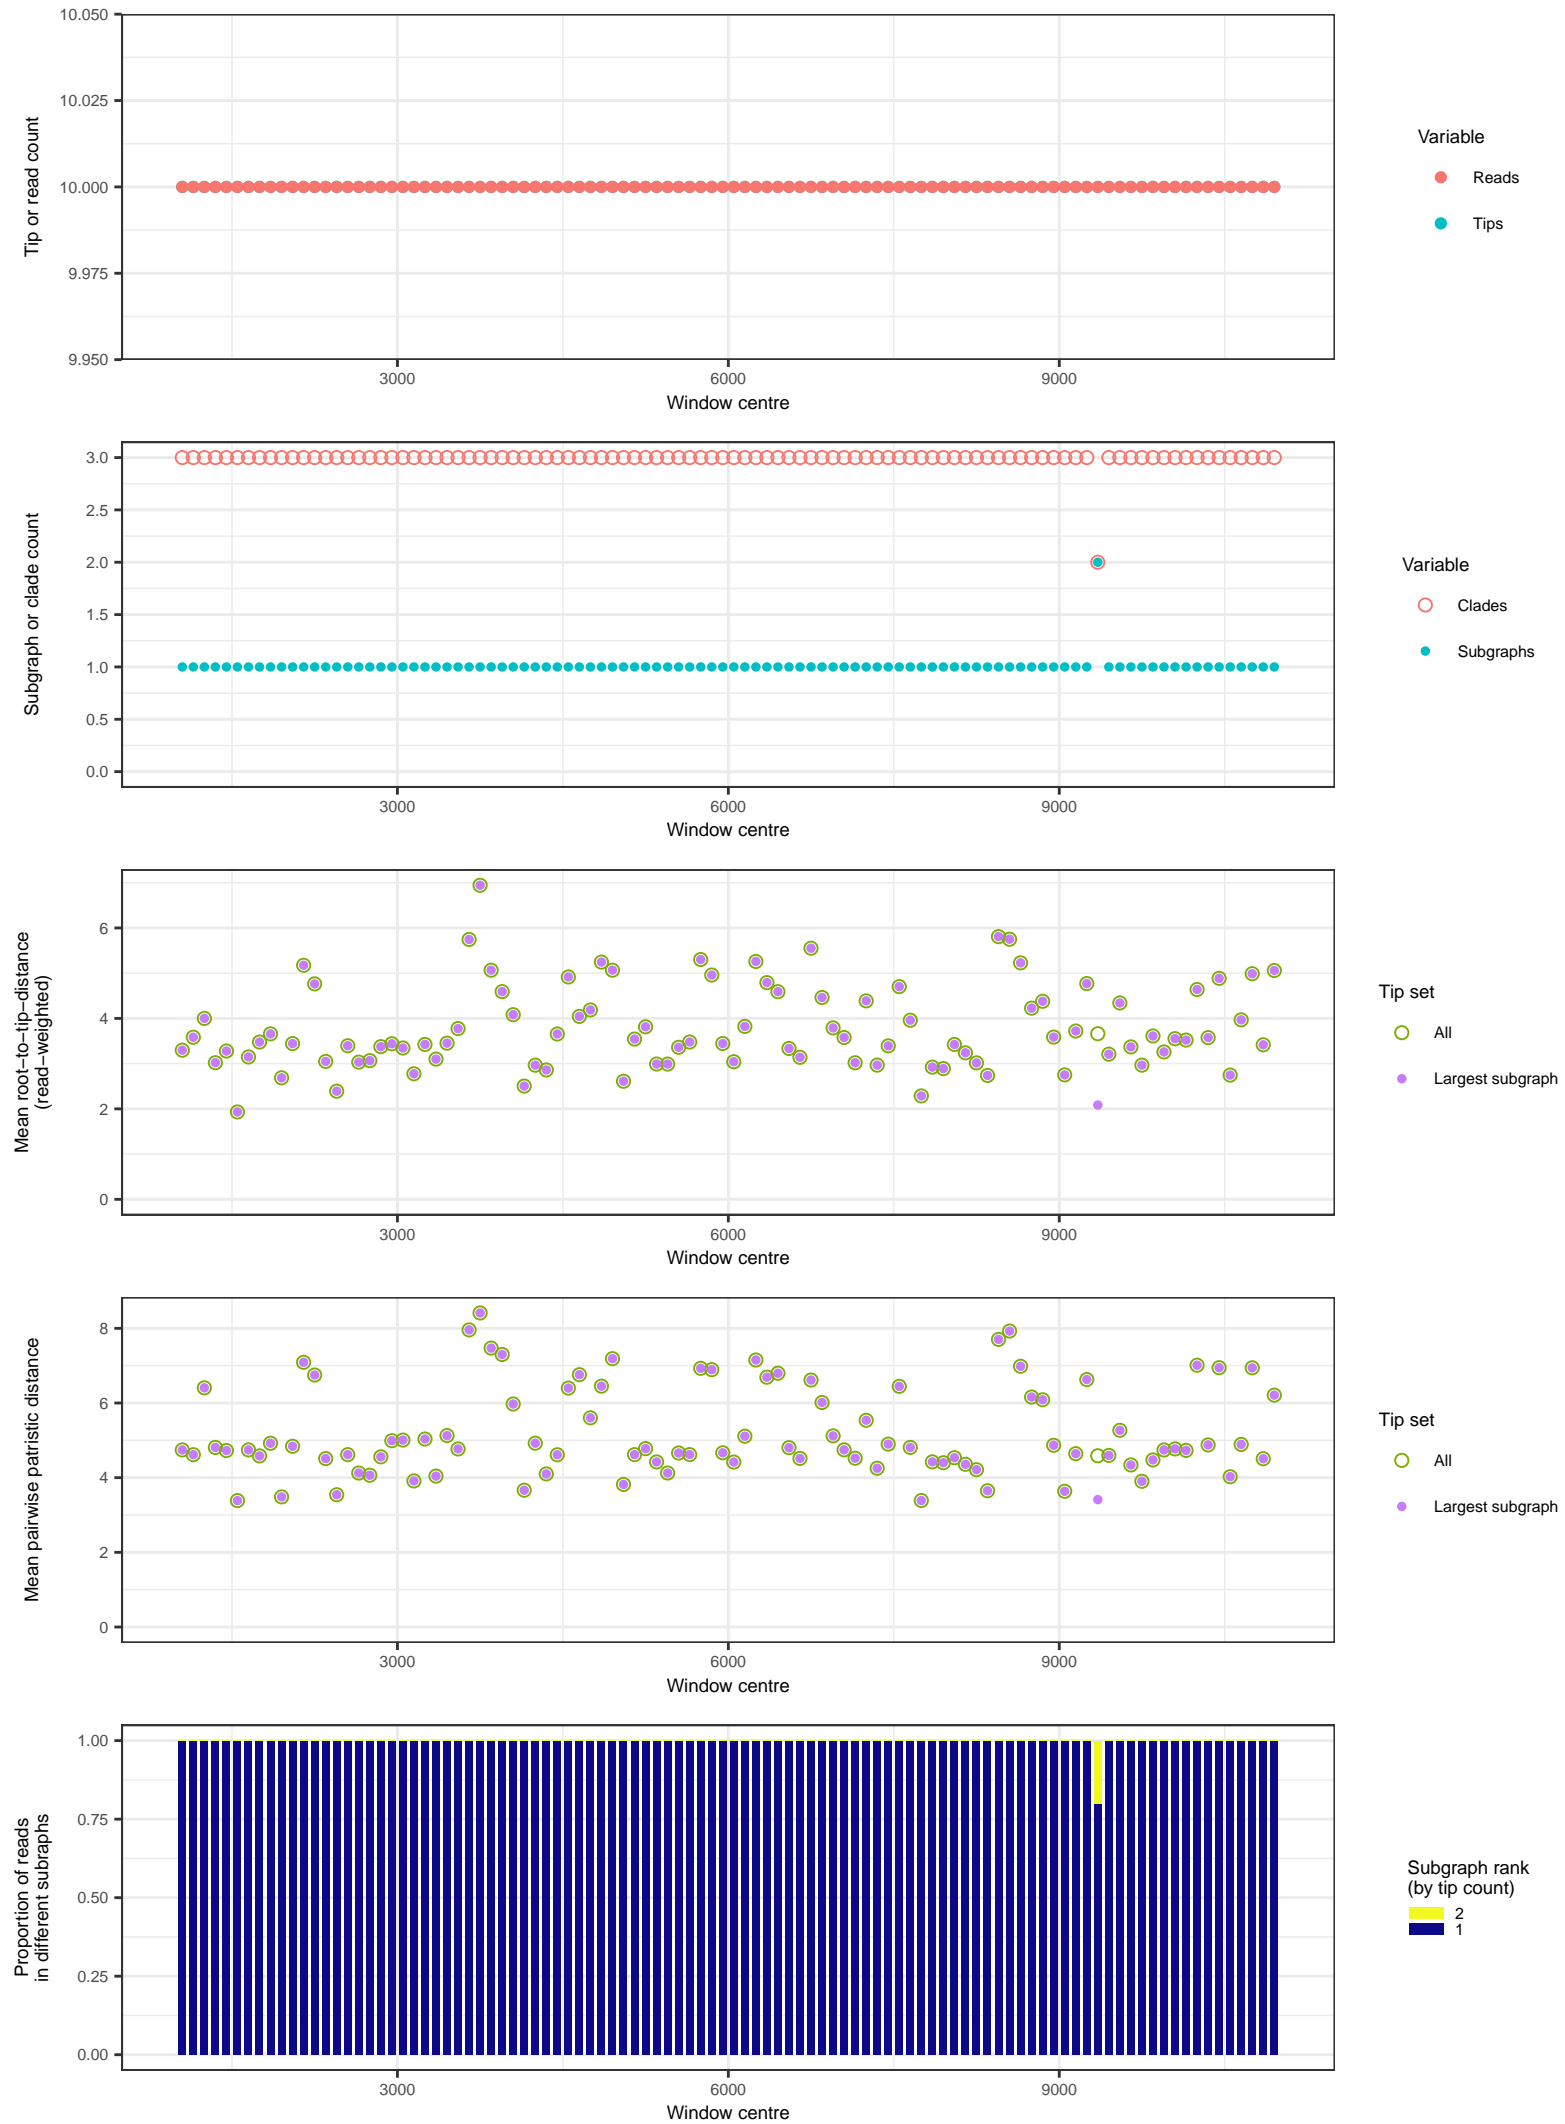 10.050
10.025
10.000
9.975
9.950
Tip or read count
3000
6000
9000
Window centre
Variable
Reads
Tips
3.0
2.5
2.0
1.5
1.0
0.5
0.0
Subgraph or clade count
3000
6000
9000
Window centre
Variable
Clades
Subgraphs
6
4
2
0
Mean root−to−tip−distance
(read−weighted)
3000
6000
9000
Window centre
Tip set
All
Largest subgraph
8
6
4
2
0
Mean pairwise patristic distance
3000
6000
9000
Window centre
Tip set
All
Largest subgraph
1.00
0.75
0.50
0.25
0.00
Proportion of reads
in different subraphs
3000
6000
9000
Window centre
Subgraph rank
(by tip count)
2
1